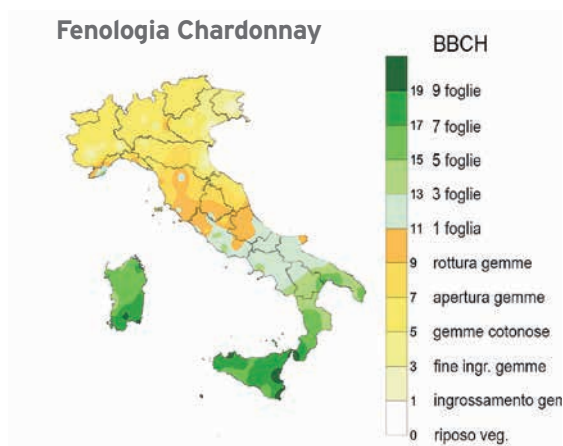 Fenologia Chardonnay
BBCH
19 9 foglie
17 7 foglie
15 5 foglie
13 3 foglie
11 1 foglia
9 rottura gemme
7 apertura gemme
5 gemme cotonose
3 fine ingr. gemme
1 ingrossamento gem
0 riposo veg.